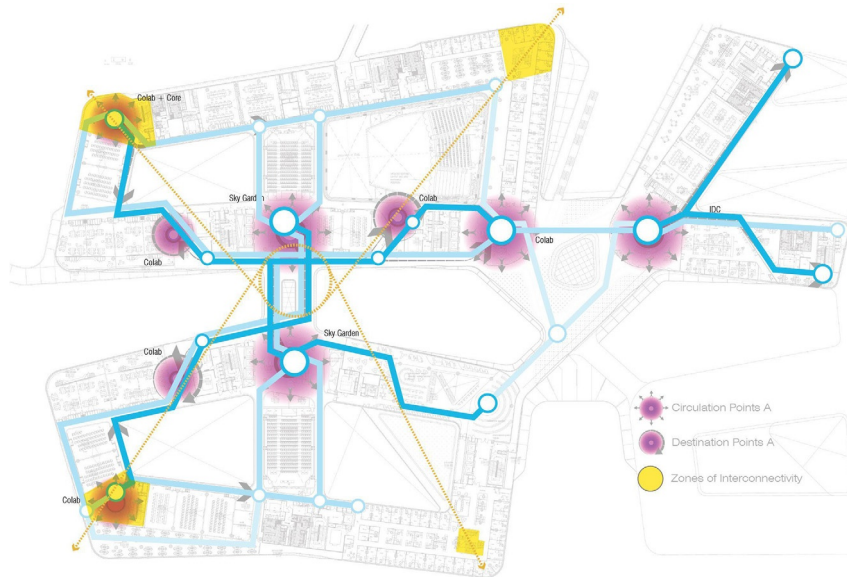 Colab + Core
Sky Garden
Colab
IDC
Colab
Colab
Sky Garden
Colab
Colab
Circulation Points A
Destination Points A
Zones of Interconnectivity